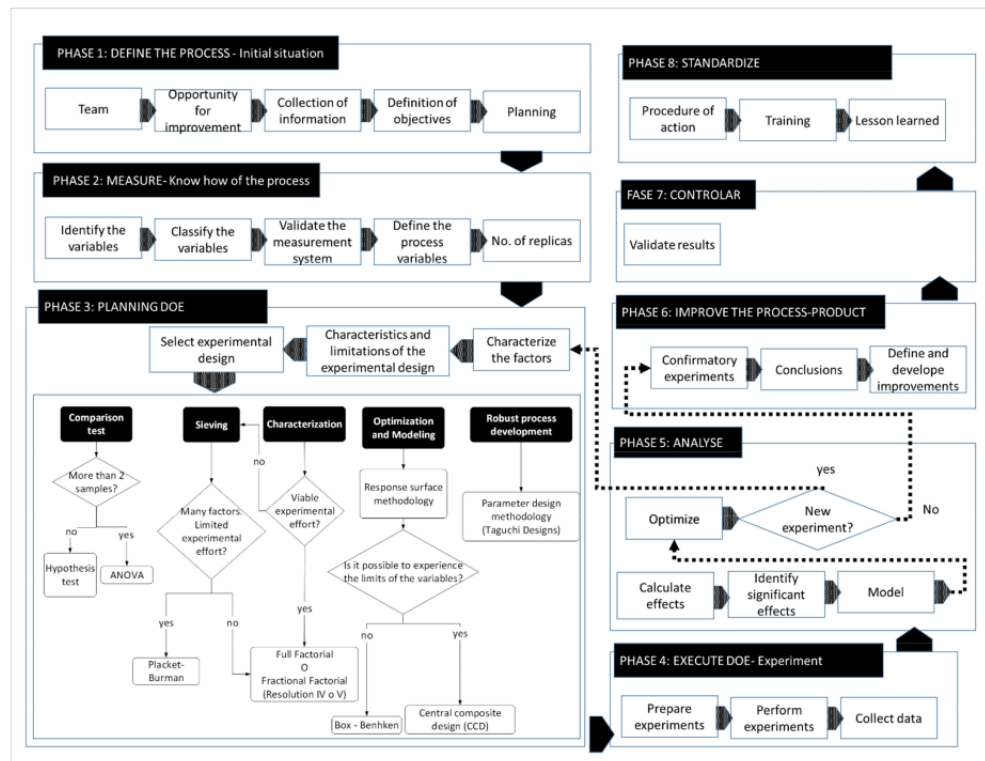 PHASE 1: DEFINE THE PROCESS - Initial situation
Team
Opportunity
for
improvement
Collection of
information
Definition of
objectives
Planning
PHASE 2: MEASURE- Know how of the process
Identify the
variables
Classify the
variables
Validate the
measurement
system
Define the
process
variables
No. of replicas
PHASE 3: PLANNING DOE
Select experimental
design
Characteristics and
limitations of the
experimental design
Characterize
the factors
Comparison
test
Sieving
Characterization
Optimization
and Modeling
Robust process
development
More than 2
samples?
no
yes
Hypothesis
test
ANOVA
no
Many factors.
Limited
experimental
effort?
yes
no
Placket-
Burman
Viable
experimental
effort?
yes
Full Factorial
O
Fractional Factorial
(Resolution IV o V)
Response surface
methodology
Is it possible to experience
the limits of the variables?
no
yes
Box - Benhken
Central composite
design (CCD)
Parameter design
methodology
(Taguchi Designs)
PHASE 8: STANDARDIZE
Procedure of
action
Training
Lesson learned
FASE 7: CONTROLAR
Validate results
PHASE 6: IMPROVE THE PROCESS-PRODUCT
Confirmatory
experiments
Conclusions
Define and
develope
improvements
PHASE 5: ANALYSE
yes
Optimize
New
experiment?
No
Calculate
effects
Identify
significant
effects
Model
PHASE 4: EXECUTE DOE- Experiment
Prepare
experiments
Perform
experiments
Collect data